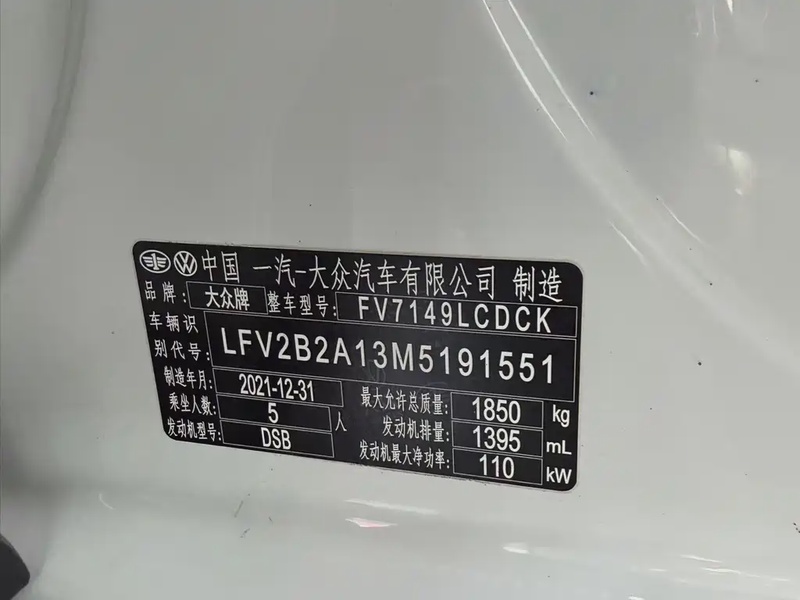 中国 一汽-大众汽车有限公司 制造
品牌: 大众牌 整车型号: FV7149LCDCK
车辆识别代号: LFV2B2A13M5191551
制造年月: 2021-12-31 最大允许总质量: 1850 kg
乘坐人数: 5 人 发动机排量: 1395 mL
发动机型号: DSB 发动机最大净功率: 110 kW